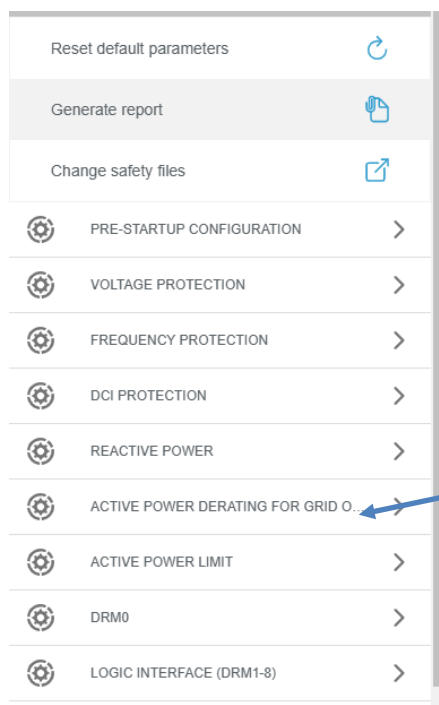 Reset default parameters
Generate report
Change safety files
PRE-STARTUP CONFIGURATION
VOLTAGE PROTECTION
FREQUENCY PROTECTION
DCI PROTECTION
REACTIVE POWER
ACTIVE POWER DERATING FOR GRID O...
ACTIVE POWER LIMIT
DRM0
LOGIC INTERFACE (DRM1-8)